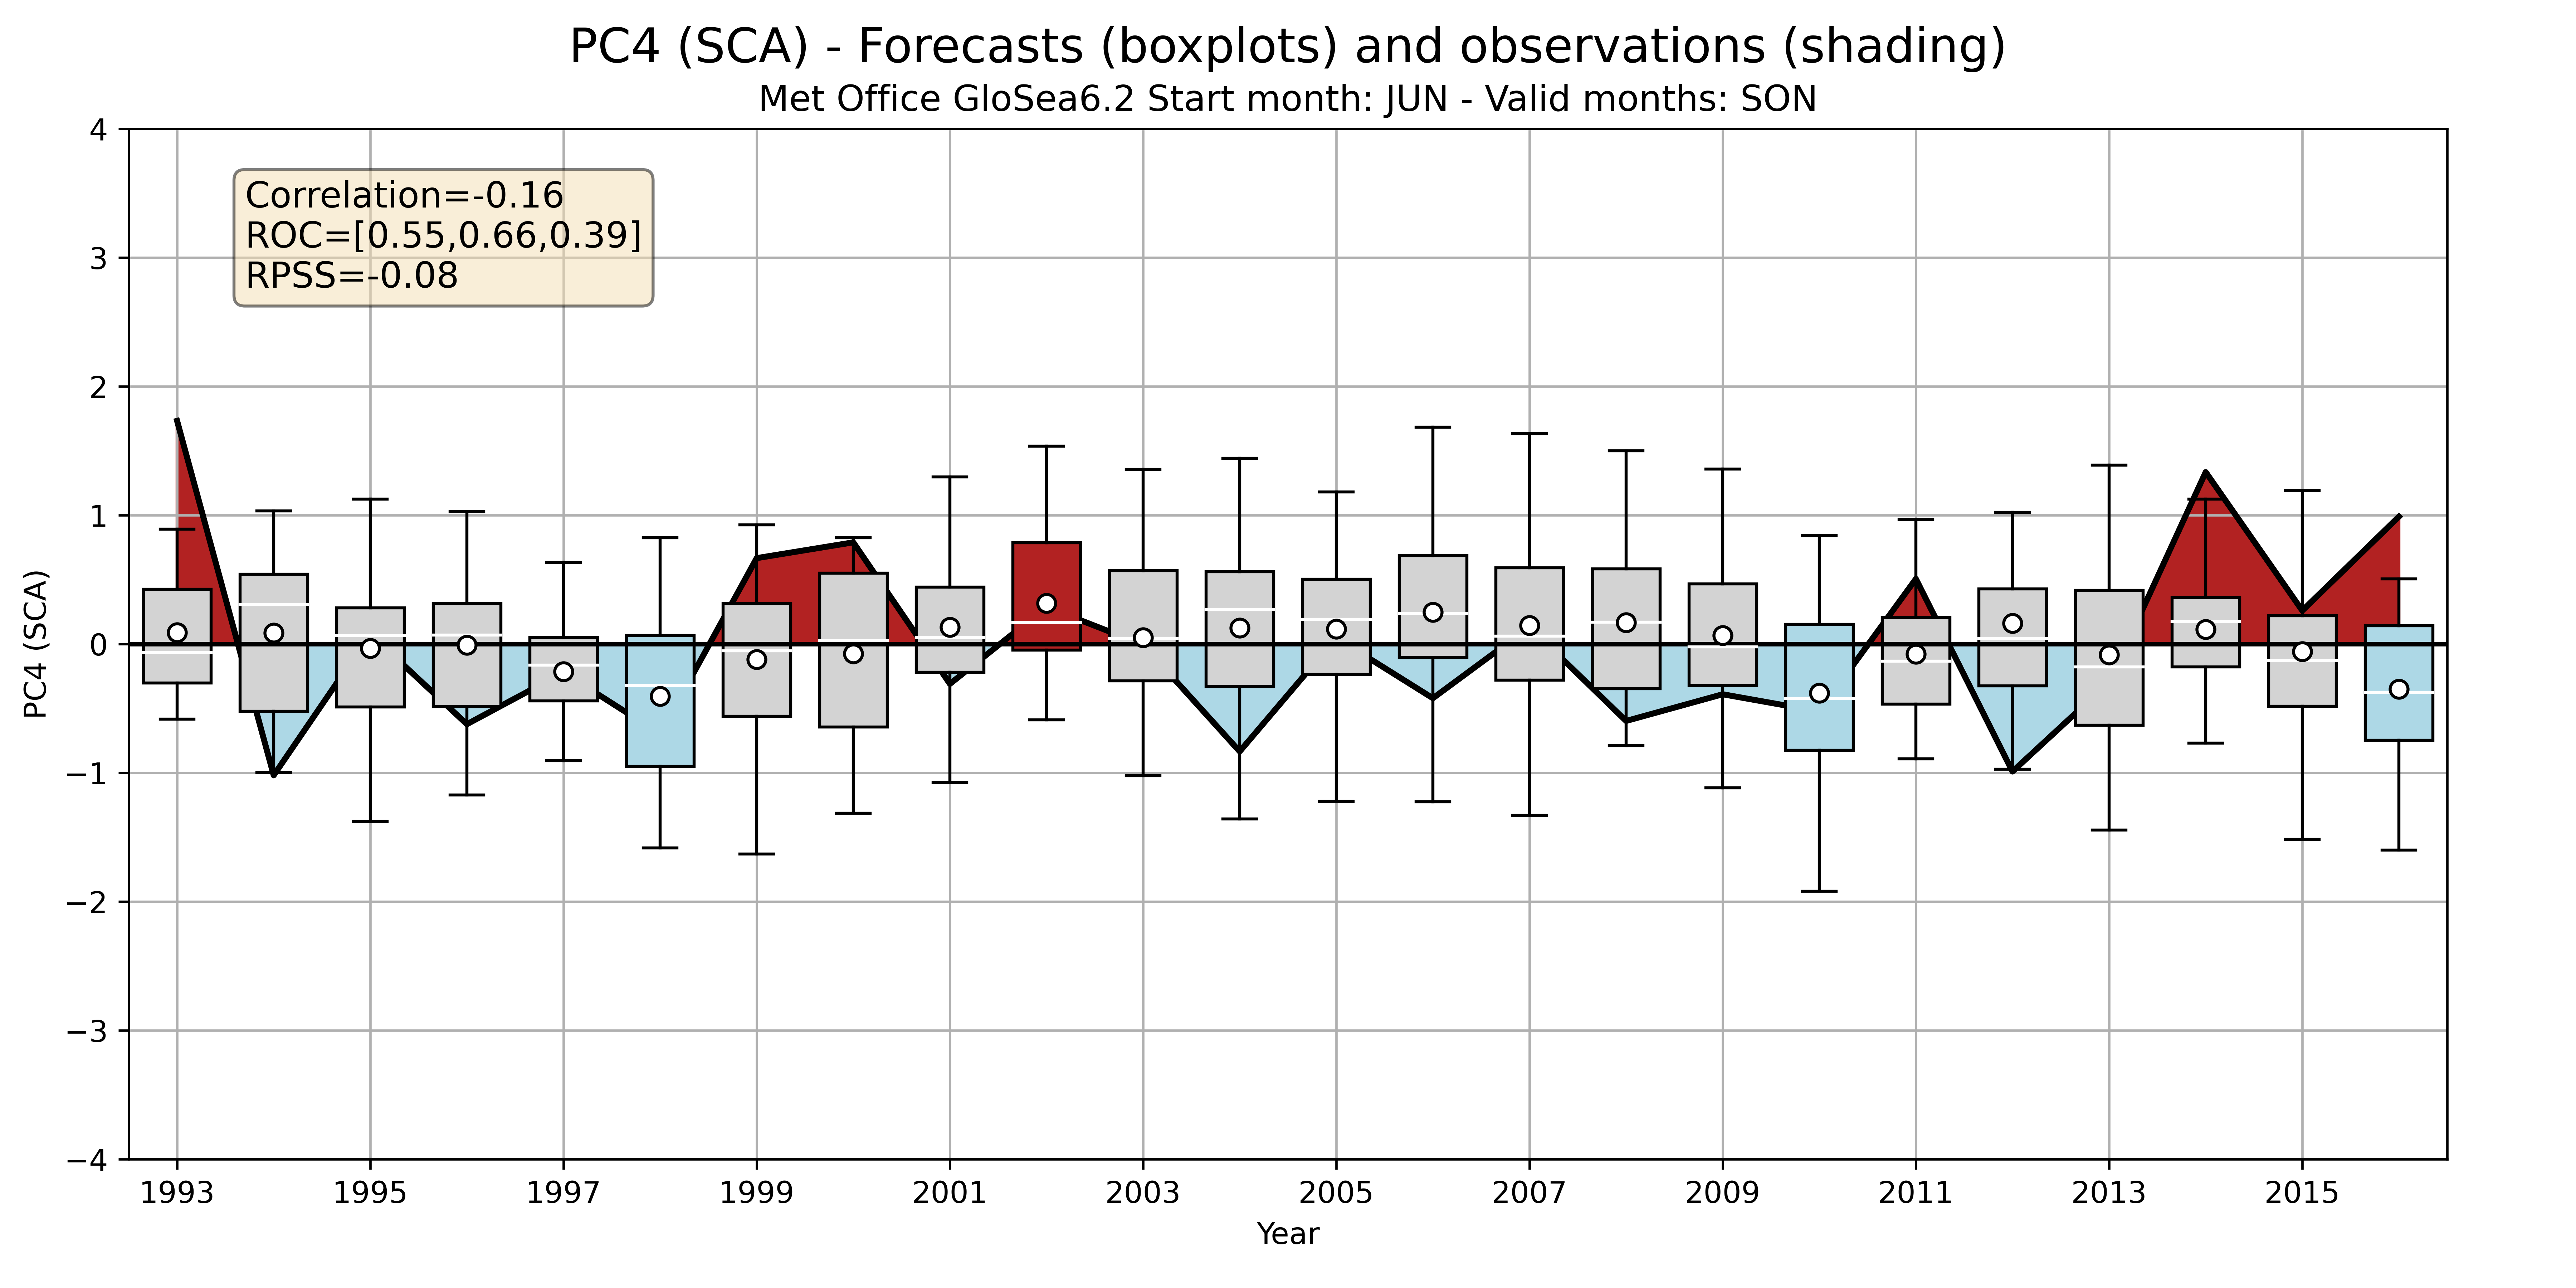 PC4 (SCA) - Forecasts (boxplots) and observations (shading)
Met Office GloSea6.2 Start month: JUN - Valid months: SON
Correlation=-0.16
ROC=[0.55,0.66,0.39]
RPSS=-0.08
PC4 (SCA)
4
3
2
1
0
−1
−2
−3
−4
1993 1995 1997 1999 2001 2003 2005 2007 2009 2011 2013 2015
Year